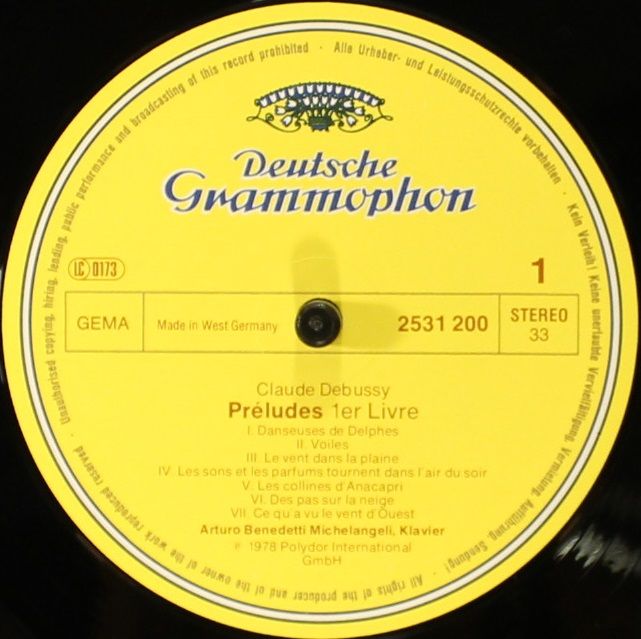 Unauthorised copying, hiring, lending, public performance and broadcasting of this record prohibited · Alle Urheber- und Leistungsschutzrechte vorbehalten · Kein Verleih! Keine unerlaubte Vervielfältigung, Vermietung, Aufführung, Sendung! · All rights of the producer and of the owner of the work reproduced reserved ·
Deutsche
Grammophon
LC 0173
1
GEMA
Made in West Germany
2531 200
STEREO
33
Claude Debussy
Préludes 1er Livre
I. Danseuses de Delphes
II. Voiles
III. Le vent dans la plaine
IV. Les sons et les parfums tournent dans l'air du soir
V. Les collines d'Anacapri
VI. Des pas sur la neige
VII. Ce qu a vu le vent d'Ouest
Arturo Benedetti Michelangeli, Klavier
℗ 1978 Polydor International
GmbH